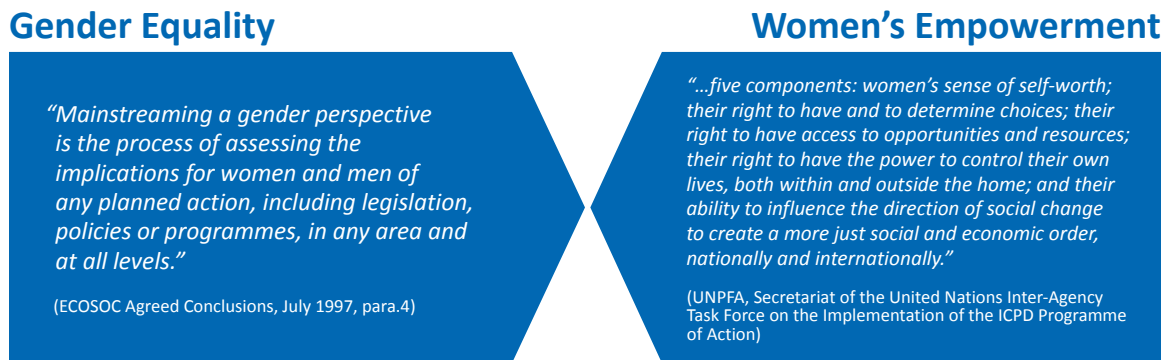 Gender Equality
“Mainstreaming a gender perspective
is the process of assessing the
implications for women and men of
any planned action, including legislation,
policies or programmes, in any area and
at all levels.”
(ECOSOC Agreed Conclusions, July 1997, para.4)
Women’s Empowerment
“…five components: women’s sense of self-worth;
their right to have and to determine choices; their
right to have access to opportunities and resources;
their right to have the power to control their own
lives, both within and outside the home; and their
ability to influence the direction of social change
to create a more just social and economic order,
nationally and internationally.”
(UNPFA, Secretariat of the United Nations Inter-Agency
Task Force on the Implementation of the ICPD Programme
of Action)